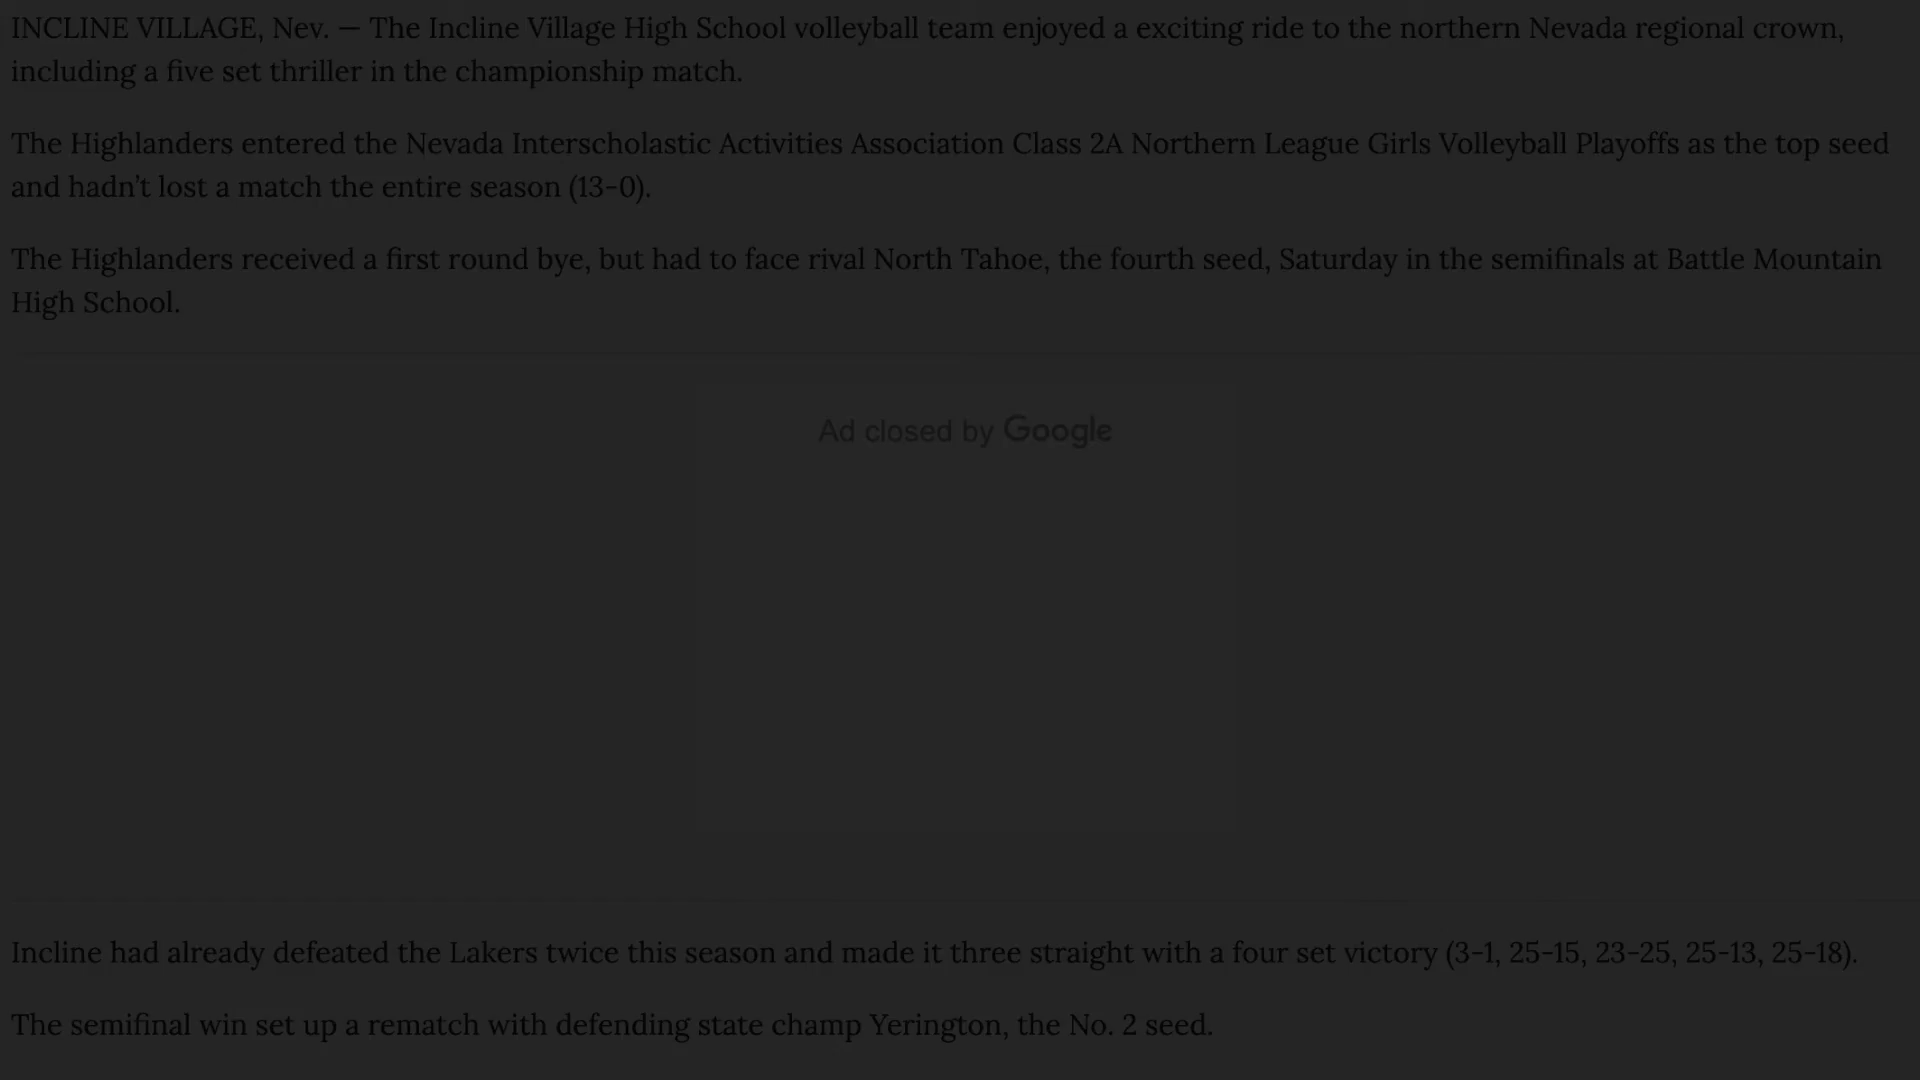 INCLINE VILLAGE, Nev. — The Incline Village High School volleyball team enjoyed a exciting ride to the northern Nevada regional crown,
including a five set thriller in the championship match.
The Highlanders entered the Nevada Interscholastic Activities Association Class 2A Northern League Girls Volleyball Playoffs as the top seed
and hadn’t lost a match the entire season (13-0).
The Highlanders received a first round bye, but had to face rival North Tahoe, the fourth seed, Saturday in the semifinals at Battle Mountain
High School.
Ad closed by Google
Incline had already defeated the Lakers twice this season and made it three straight with a four set victory (3-1, 25-15, 23-25, 25-13, 25-18).
The semifinal win set up a rematch with defending state champ Yerington, the No. 2 seed.